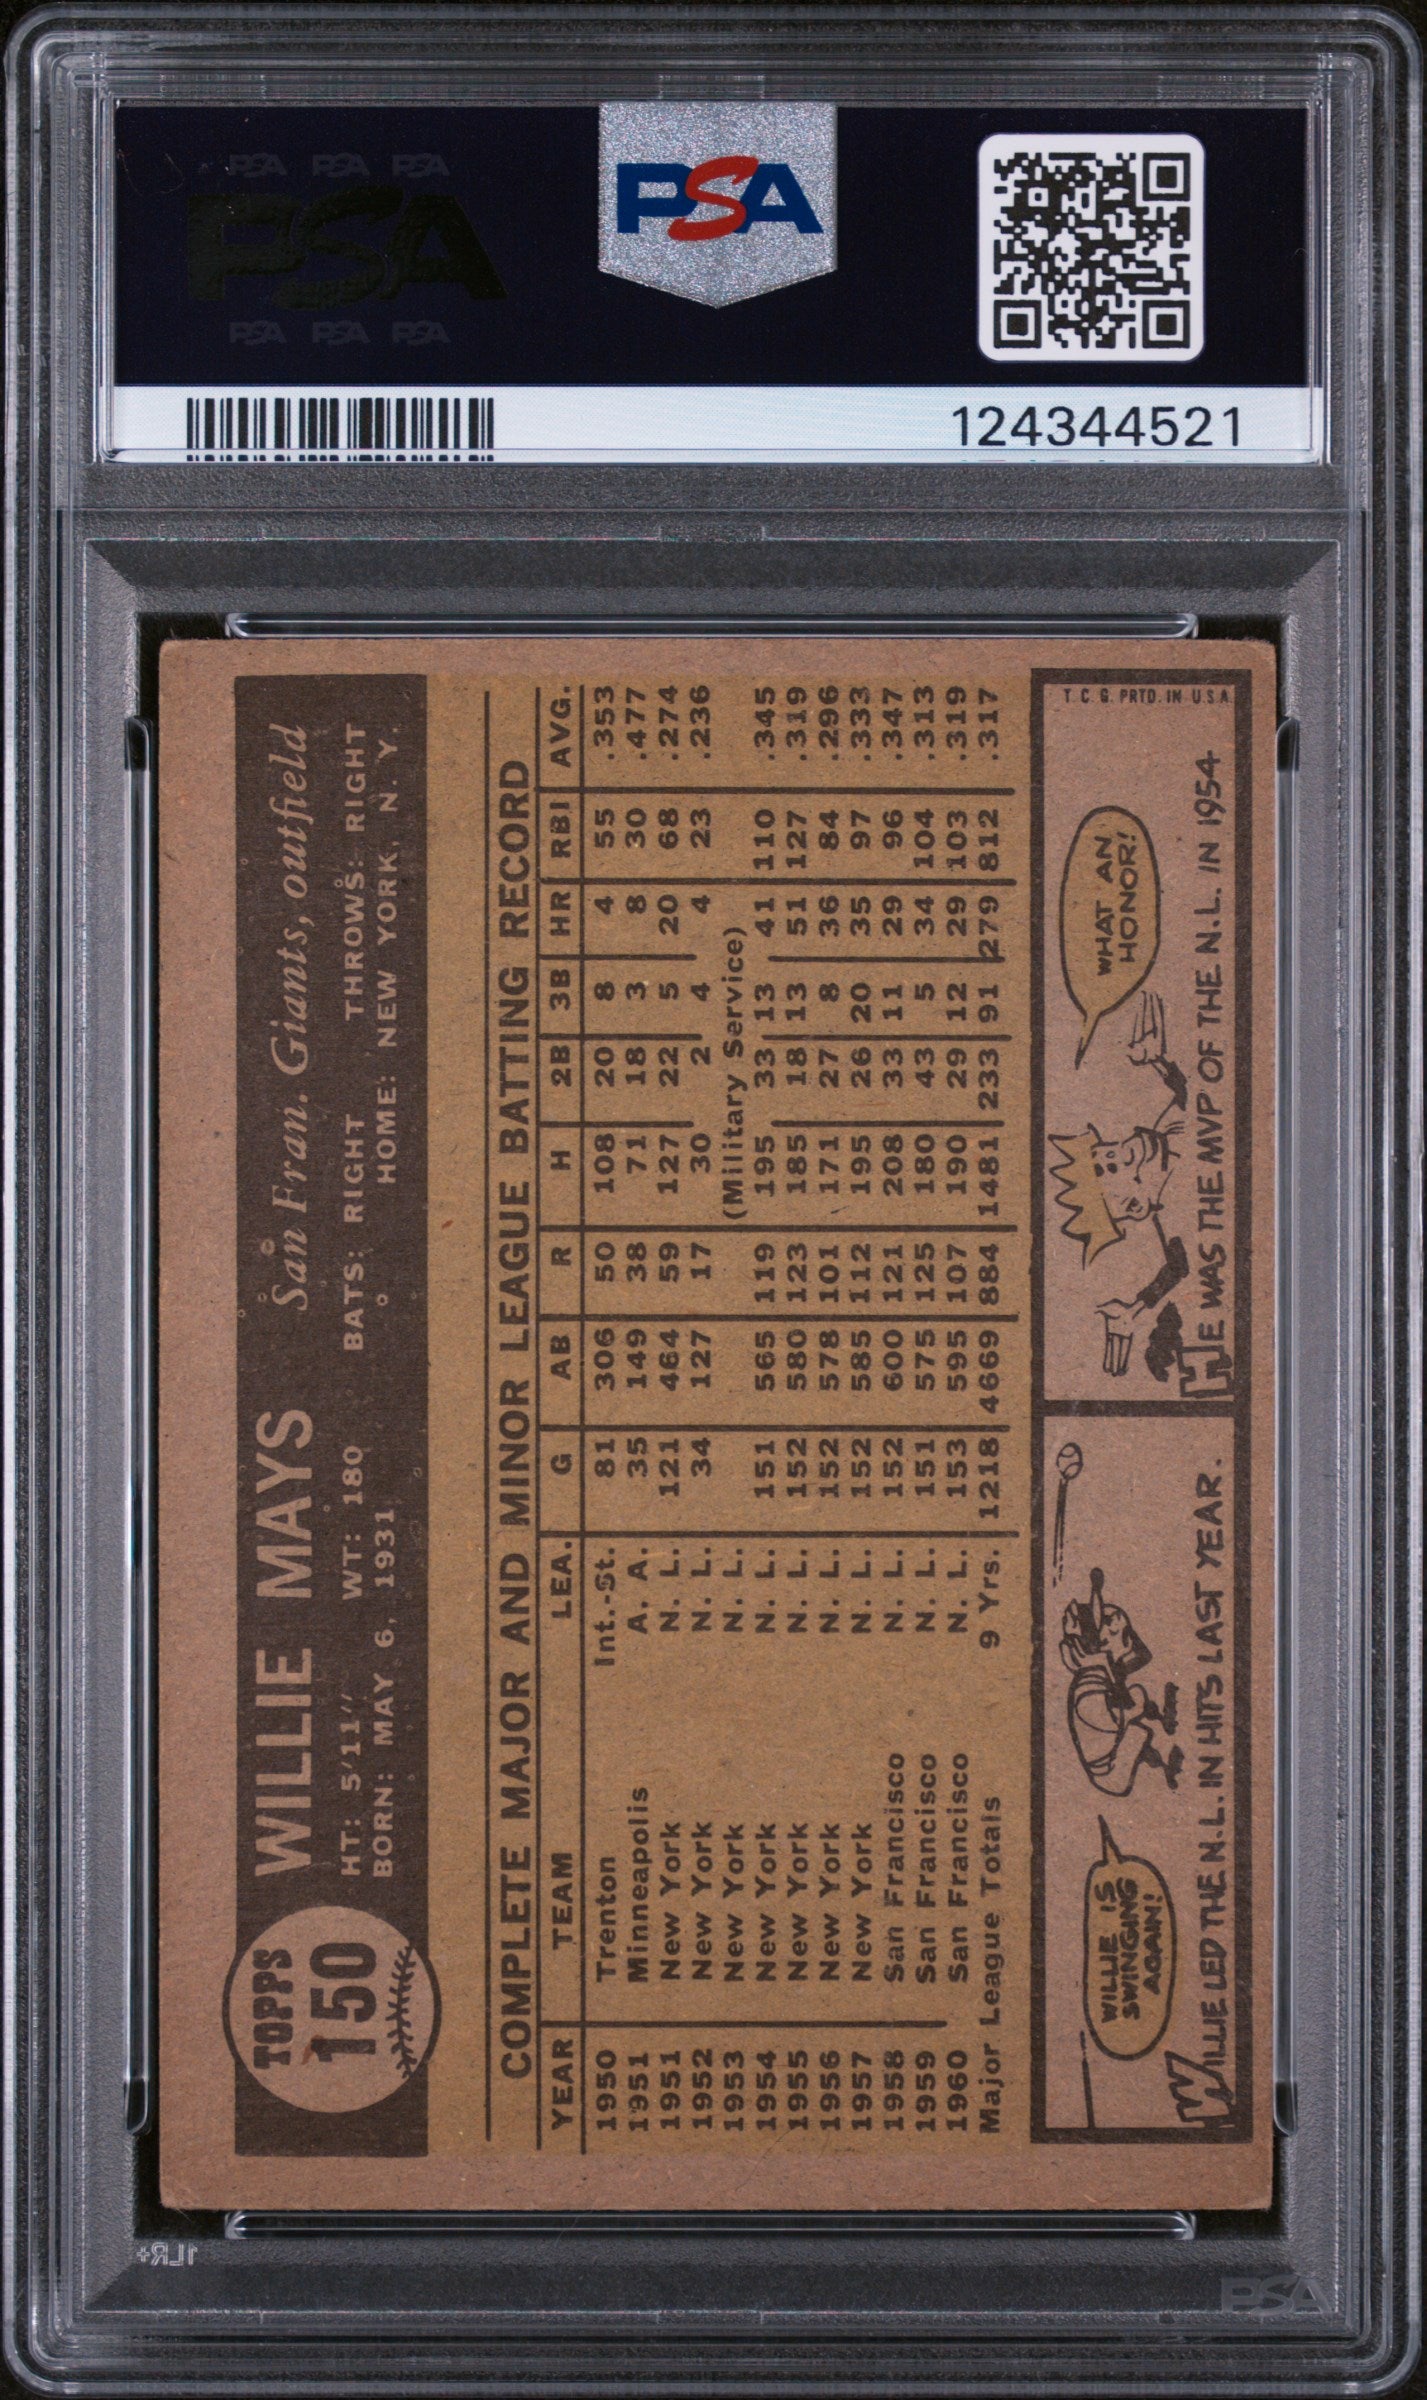 PSA PSA PSA
PSA
PSA PSA PSA
PSA
124344521
TOPPS
150
WILLIE MAYS San Fran. Giants, outfield
HT: 5'11" WT: 180 BATS: RIGHT THROWS: RIGHT
BORN: MAY 6, 1931 HOME: NEW YORK, N. Y.
COMPLETE MAJOR AND MINOR LEAGUE BATTING RECORD
YEAR TEAM LEA. G AB R H 2B 3B HR RBI AVG.
1950 Trenton Int.-St. 81 306 50 108 20 8 4 55 .353
1951 Minneapolis A. A. 35 149 38 71 18 3 8 30 .477
1951 New York N. L. 121 464 59 127 22 5 20 68 .274
1952 New York N. L. 34 127 17 30 2 4 4 23 .236
1953 New York N. L. (Military Service)
1954 New York N. L. 151 565 119 195 33 13 41 110 .345
1955 New York N. L. 152 580 123 185 18 13 51 127 .319
1956 New York N. L. 152 578 101 171 27 8 36 84 .296
1957 New York N. L. 152 585 112 195 26 20 35 97 .333
1958 San Francisco N. L. 152 600 121 208 33 11 29 96 .347
1959 San Francisco N. L. 151 575 125 180 43 5 34 104 .313
1960 San Francisco N. L. 153 595 107 190 29 12 29 103 .319
Major League Totals 9 Yrs. 1218 4669 884 1481 233 91 279 812 .317
WILLIE IS
SWINGING
AGAIN!
WILLIE LED THE N.L. IN HITS LAST YEAR.
WHAT AN
HONOR!
HE WAS THE MVP OF THE N.L. IN 1954
T.C.G. PRTD. IN U.S.A.
1LR+
PSA